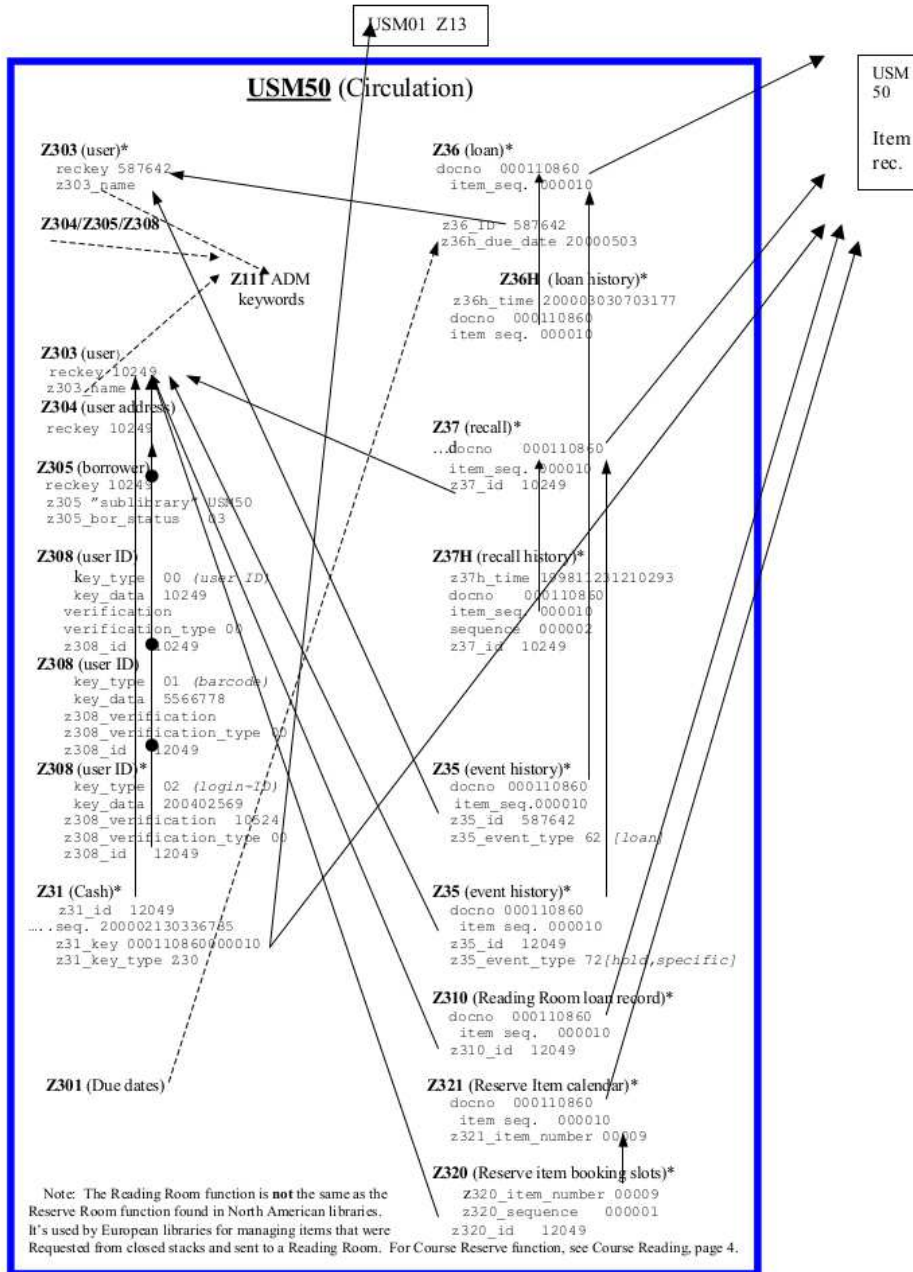 USM01 Z13
USM50 (Circulation)
USM
50
Item
rec.
Z303 (user)*
reckey 587642
z303_name
Z304/Z305/Z308
Z111 ADM
keywords
Z303 (user)
reckey 10249
z303_name
Z304 (user address)
reckey 10249
Z305 (borrower)
reckey 10249
z305 "sublibrary" USM50
z305_bor_status 03
Z308 (user ID)
key_type 00 (user ID)
key_data 10249
verification
verification_type 00
z308_id 10249
Z308 (user ID)
key_type 01 (barcode)
key_data 5566778
z308_verification
z308_verification_type 00
z308_id 12049
Z308 (user ID)*
key_type 02 (login-ID)
key_data 200402569
z308_verification 10524
z308_verification_type 00
z308_id 12049
Z31 (Cash)*
z31_id 12049
.....seq. 200002130336785
z31_key 000110860000010
z31_key_type 230
Z301 (Due dates)
Z36 (loan)*
docno 000110860
item_seq. 000010
z36_ID 587642
z36h_due_date 20000503
Z36H (loan history)*
z36h_time 200003030703177
docno 000110860
item seq. 000010
Z37 (recall)*
...docno 000110860
item_seq. 000010
z37_id 10249
Z37H (recall history)*
z37h_time 199811231210293
docno 000110860
item_seq. 000010
sequence 000002
z37_id 10249
Z35 (event history)*
docno 000110860
item_seq.000010
z35_id 587642
z35_event_type 62 [loan]
Z35 (event history)*
docno 000110860
item seq. 000010
z35_id 12049
z35_event_type 72[hold,specific]
Z310 (Reading Room loan record)*
docno 000110860
item seq. 000010
z310_id 12049
Z321 (Reserve Item calendar)*
docno 000110860
item seq. 000010
z321_item_number 00009
Z320 (Reserve item booking slots)*
z320_item_number 00009
z320_sequence 000001
z320_id 12049
Note: The Reading Room function is not the same as the
Reserve Room function found in North American libraries.
It's used by European libraries for managing items that were
Requested from closed stacks and sent to a Reading Room. For Course Reserve function, see Course Reading, page 4.